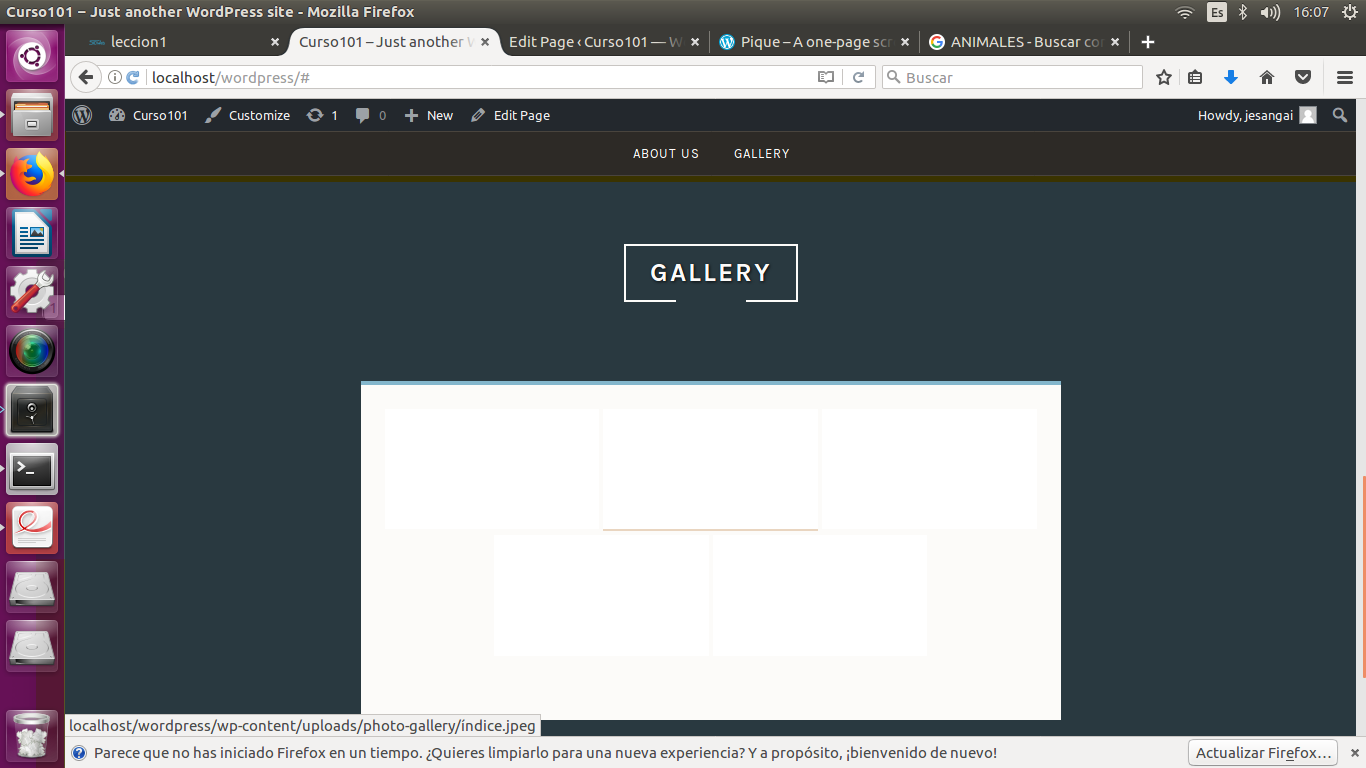 Curso101 – Just another WordPress site - Mozilla Firefox
Es
16:07
leccion1
Curso101 – Just another W
Edit Page ‹ Curso101 — W
Pique – A one-page scr
ANIMALES - Buscar co
localhost/wordpress/#
Buscar
Curso101
Customize
1
0
New
Edit Page
Howdy, jesangai
ABOUT US
GALLERY
GALLERY
1
localhost/wordpress/wp-content/uploads/photo-gallery/índice.jpeg
Parece que no has iniciado Firefox en un tiempo. ¿Quieres limpiarlo para una nueva experiencia? Y a propósito, ¡bienvenido de nuevo!
Actualizar Firefox…